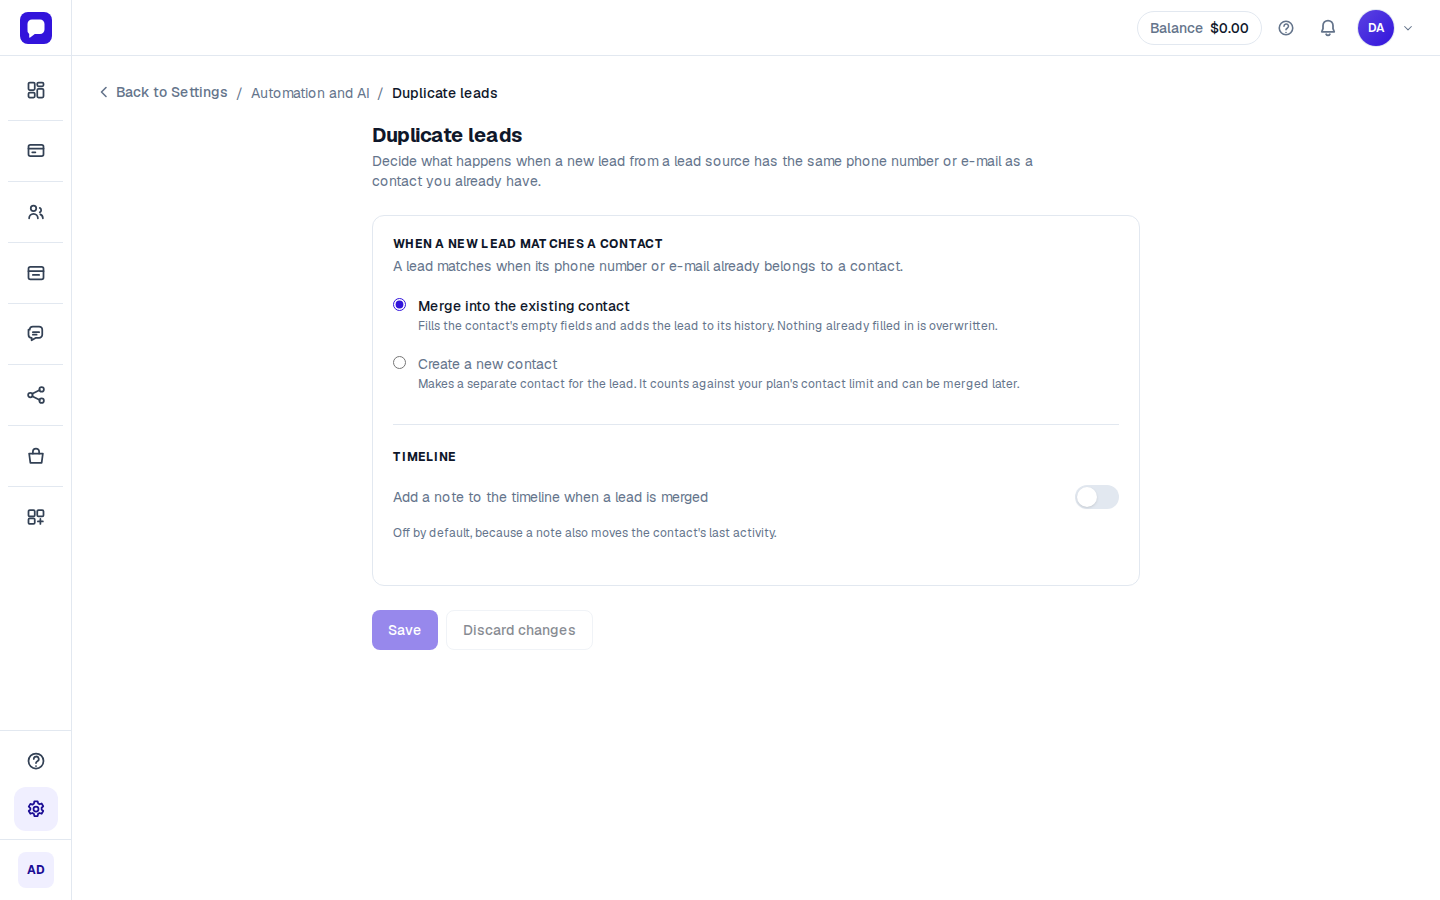 Balance $0.00
DA
Back to Settings / Automation and AI / Duplicate leads
Duplicate leads
Decide what happens when a new lead from a lead source has the same phone number or e-mail as a
contact you already have.
WHEN A NEW LEAD MATCHES A CONTACT
A lead matches when its phone number or e-mail already belongs to a contact.
Merge into the existing contact
Fills the contact's empty fields and adds the lead to its history. Nothing already filled in is overwritten.
Create a new contact
Makes a separate contact for the lead. It counts against your plan's contact limit and can be merged later.
TIMELINE
Add a note to the timeline when a lead is merged
Off by default, because a note also moves the contact's last activity.
Save
Discard changes
AD